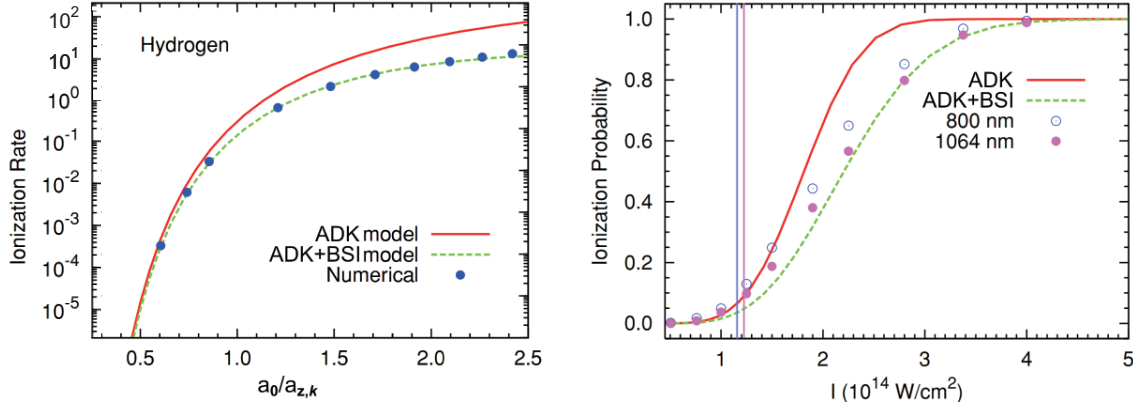 10^1
10^1
10^0
10^-1
10^-2
10^-3
10^-4
10^-5
Ionization Rate
Hydrogen
ADK model
ADK+BSI model
Numerical
0.5 1.0 1.5 2.0 2.5
a_0/a_z,k
1.0
0.8
0.6
0.4
0.2
0.0
Ionization Probability
ADK
ADK+BSI
800 nm
1064 nm
1 2 3 4 5
I (10^14 W/cm^2)